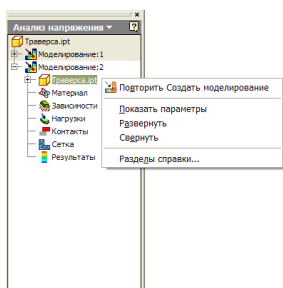 Анализ напряжения
Траверса.ipt
Моделирование:1
Моделирование:2
Траверса.ipt
Материал
Зависимости
Нагрузки
Контакты
Сетка
Результаты
Повторить Создать моделирование
Показать параметры
Развернуть
Свернуть
Разделы справки...